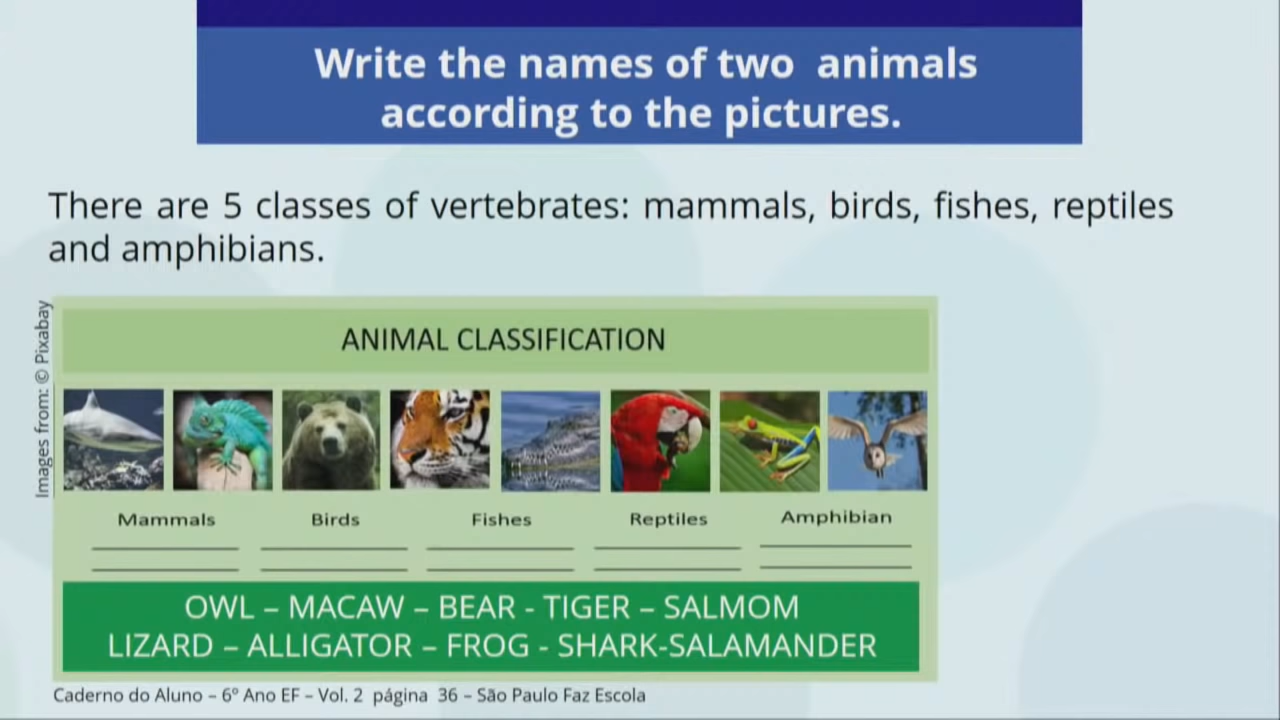 Write the names of two animals
according to the pictures.
There are 5 classes of vertebrates: mammals, birds, fishes, reptiles
and amphibians.
Images from: © Pixabay
ANIMAL CLASSIFICATION
Mammals Birds Fishes Reptiles Amphibian
OWL – MACAW – BEAR - TIGER – SALMOM
LIZARD – ALLIGATOR – FROG - SHARK-SALAMANDER
Caderno do Aluno – 6º Ano EF – Vol. 2 página 36 – São Paulo Faz Escola